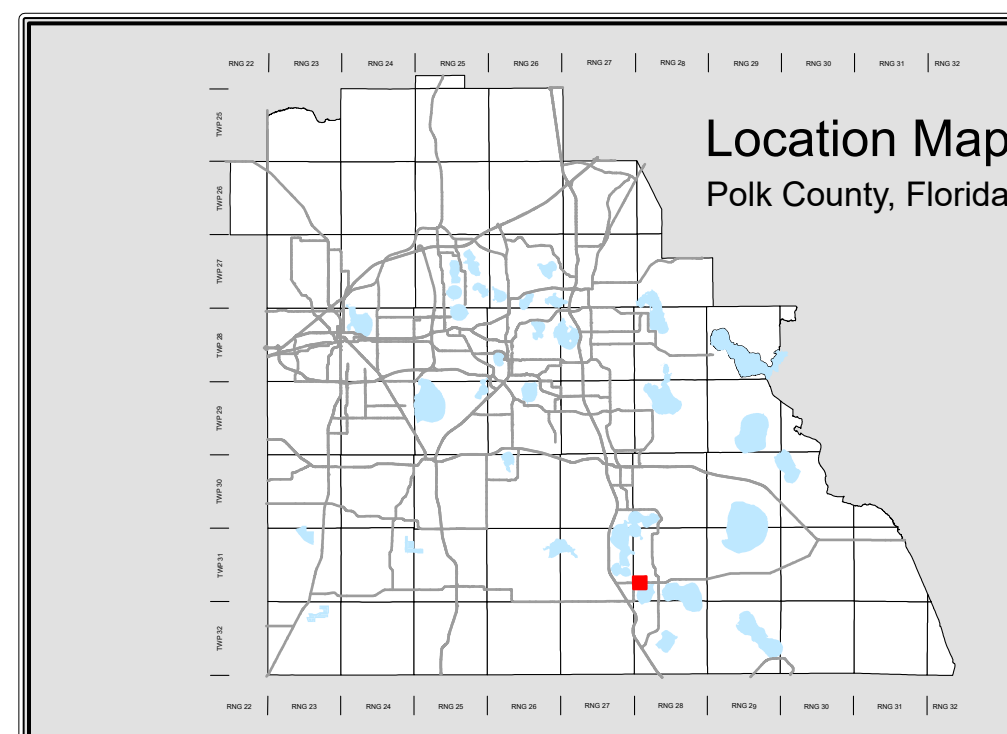 RNG 22 RNG 23 RNG 24 RNG 25 RNG 26 RNG 27 RNG 28 RNG 29 RNG 30 RNG 31 RNG 32
Location Map
Polk County, Florida
TWP 25
TWP 26
TWP 27
TWP 28
TWP 29
TWP 30
TWP 31
TWP 32
RNG 22 RNG 23 RNG 24 RNG 25 RNG 26 RNG 27 RNG 28 RNG 29 RNG 30 RNG 31 RNG 32